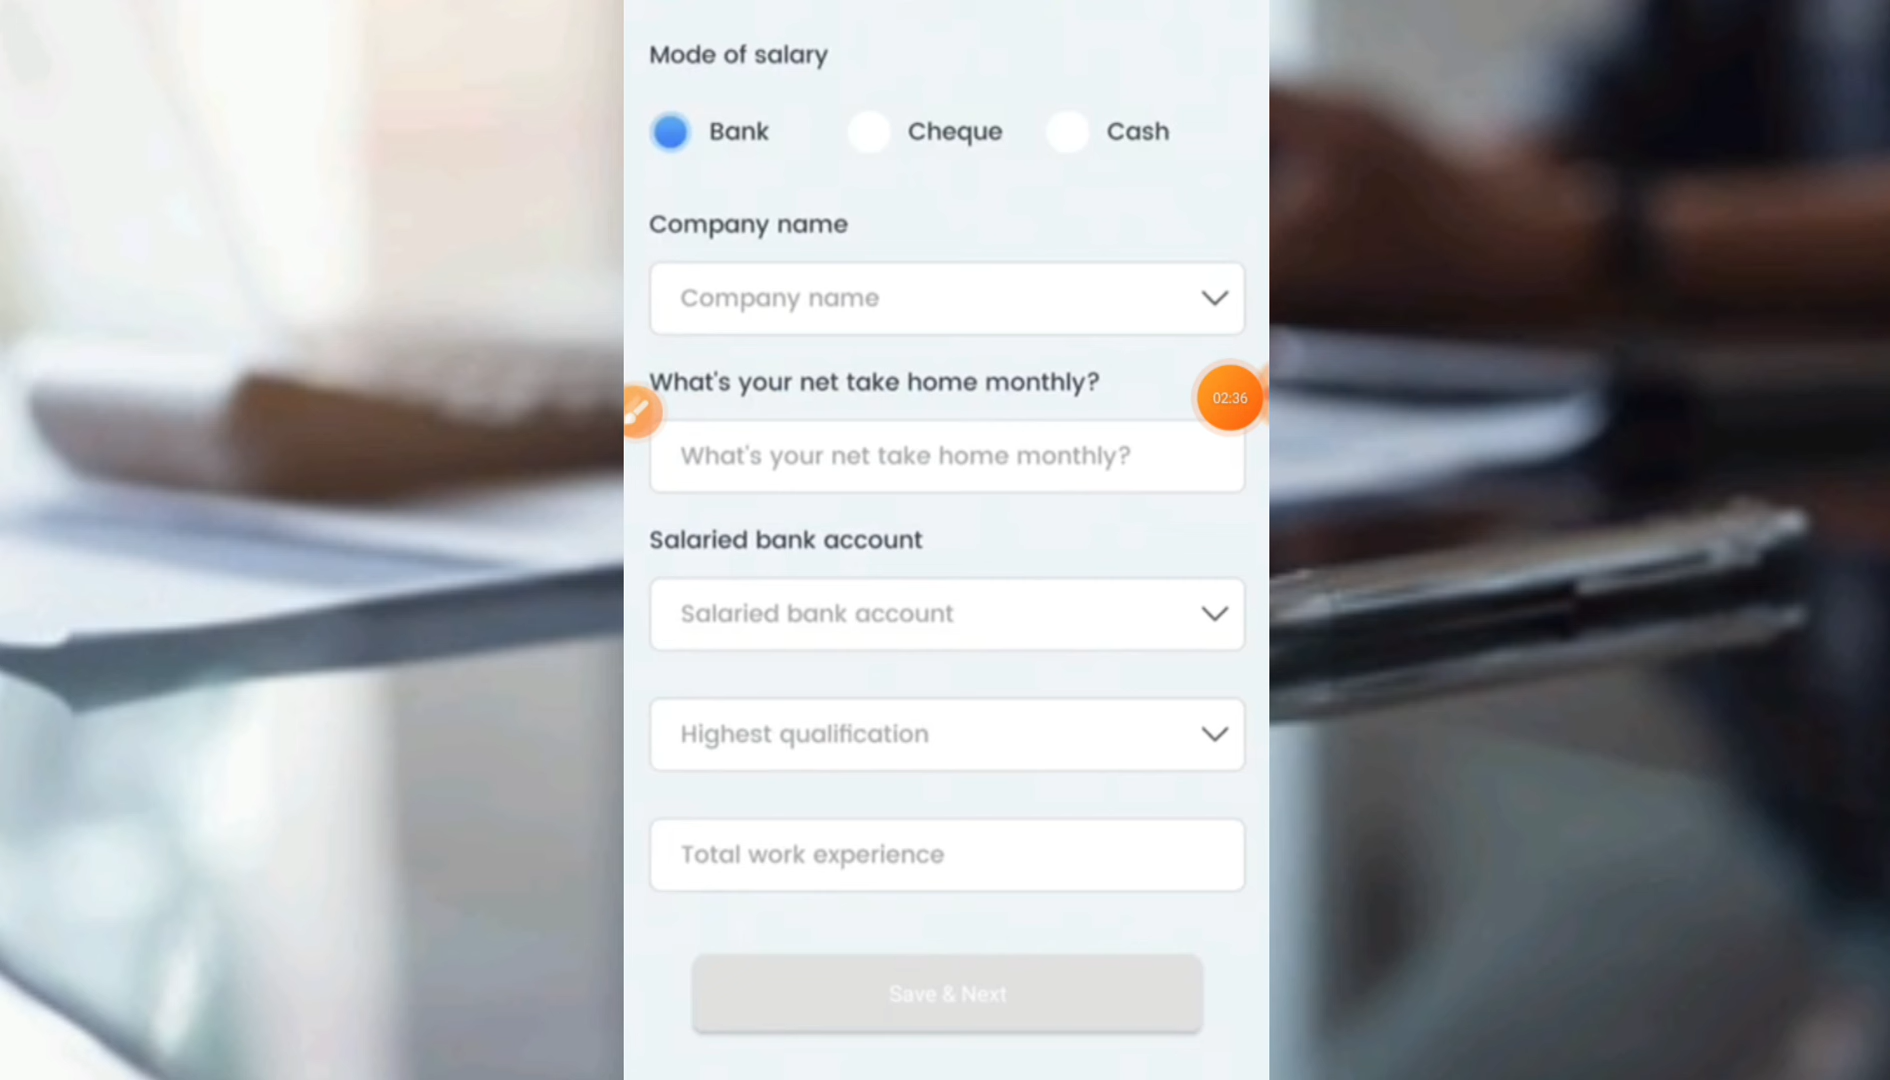 Mode of salary
Bank Cheque Cash
Company name
Company name
What's your net take home monthly?
02:36
What's your net take home monthly?
Salaried bank account
Salaried bank account
Highest qualification
Total work experience
Save & Next